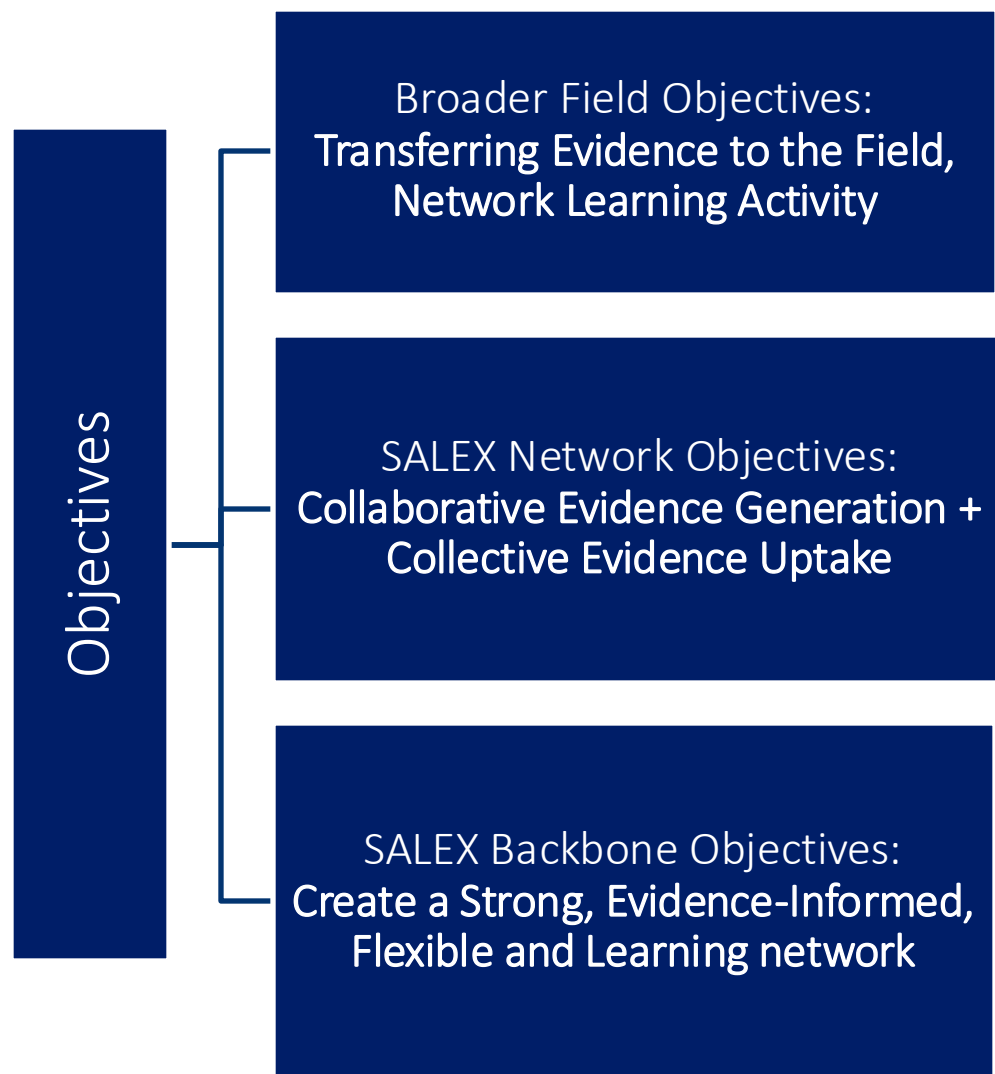 Objectives
Broader Field Objectives:
Transferring Evidence to the Field,
Network Learning Activity
SALEX Network Objectives:
Collaborative Evidence Generation +
Collective Evidence Uptake
SALEX Backbone Objectives:
Create a Strong, Evidence-Informed,
Flexible and Learning network